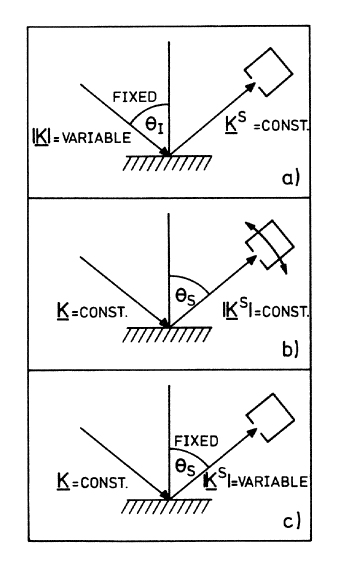 FIXED
θI
|K| = VARIABLE
K^S = CONST.
a)
θS
K = CONST.
|K^S| = CONST.
b)
FIXED
θS
K = CONST.
|K^S| = VARIABLE
c)